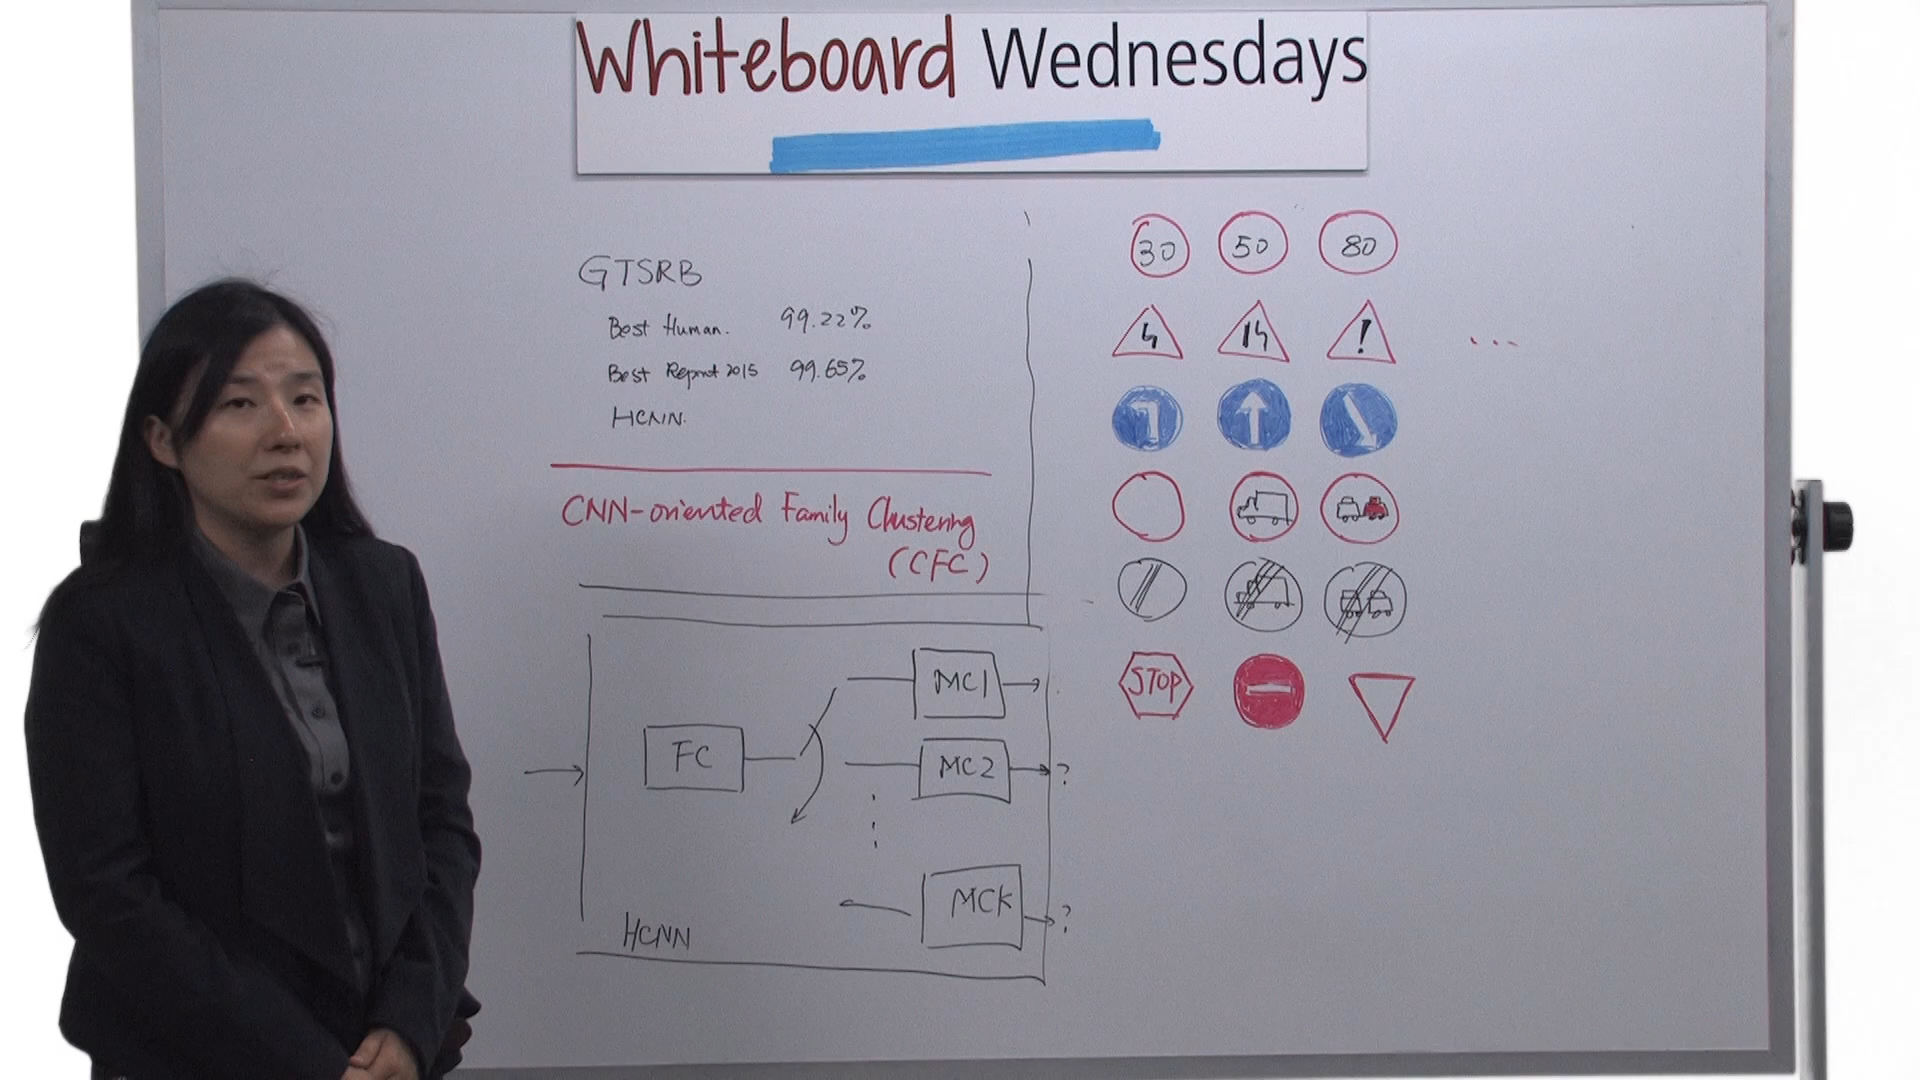 Whiteboard Wednesdays
GTSRB
Best Human. 99.22%
Best Report 2015 99.65%
HCNN.
CNN-oriented Family Clustering
(CFC)
FC
MC1
MC2
?
MCK
?
HCNN
30 50 80
!
STOP